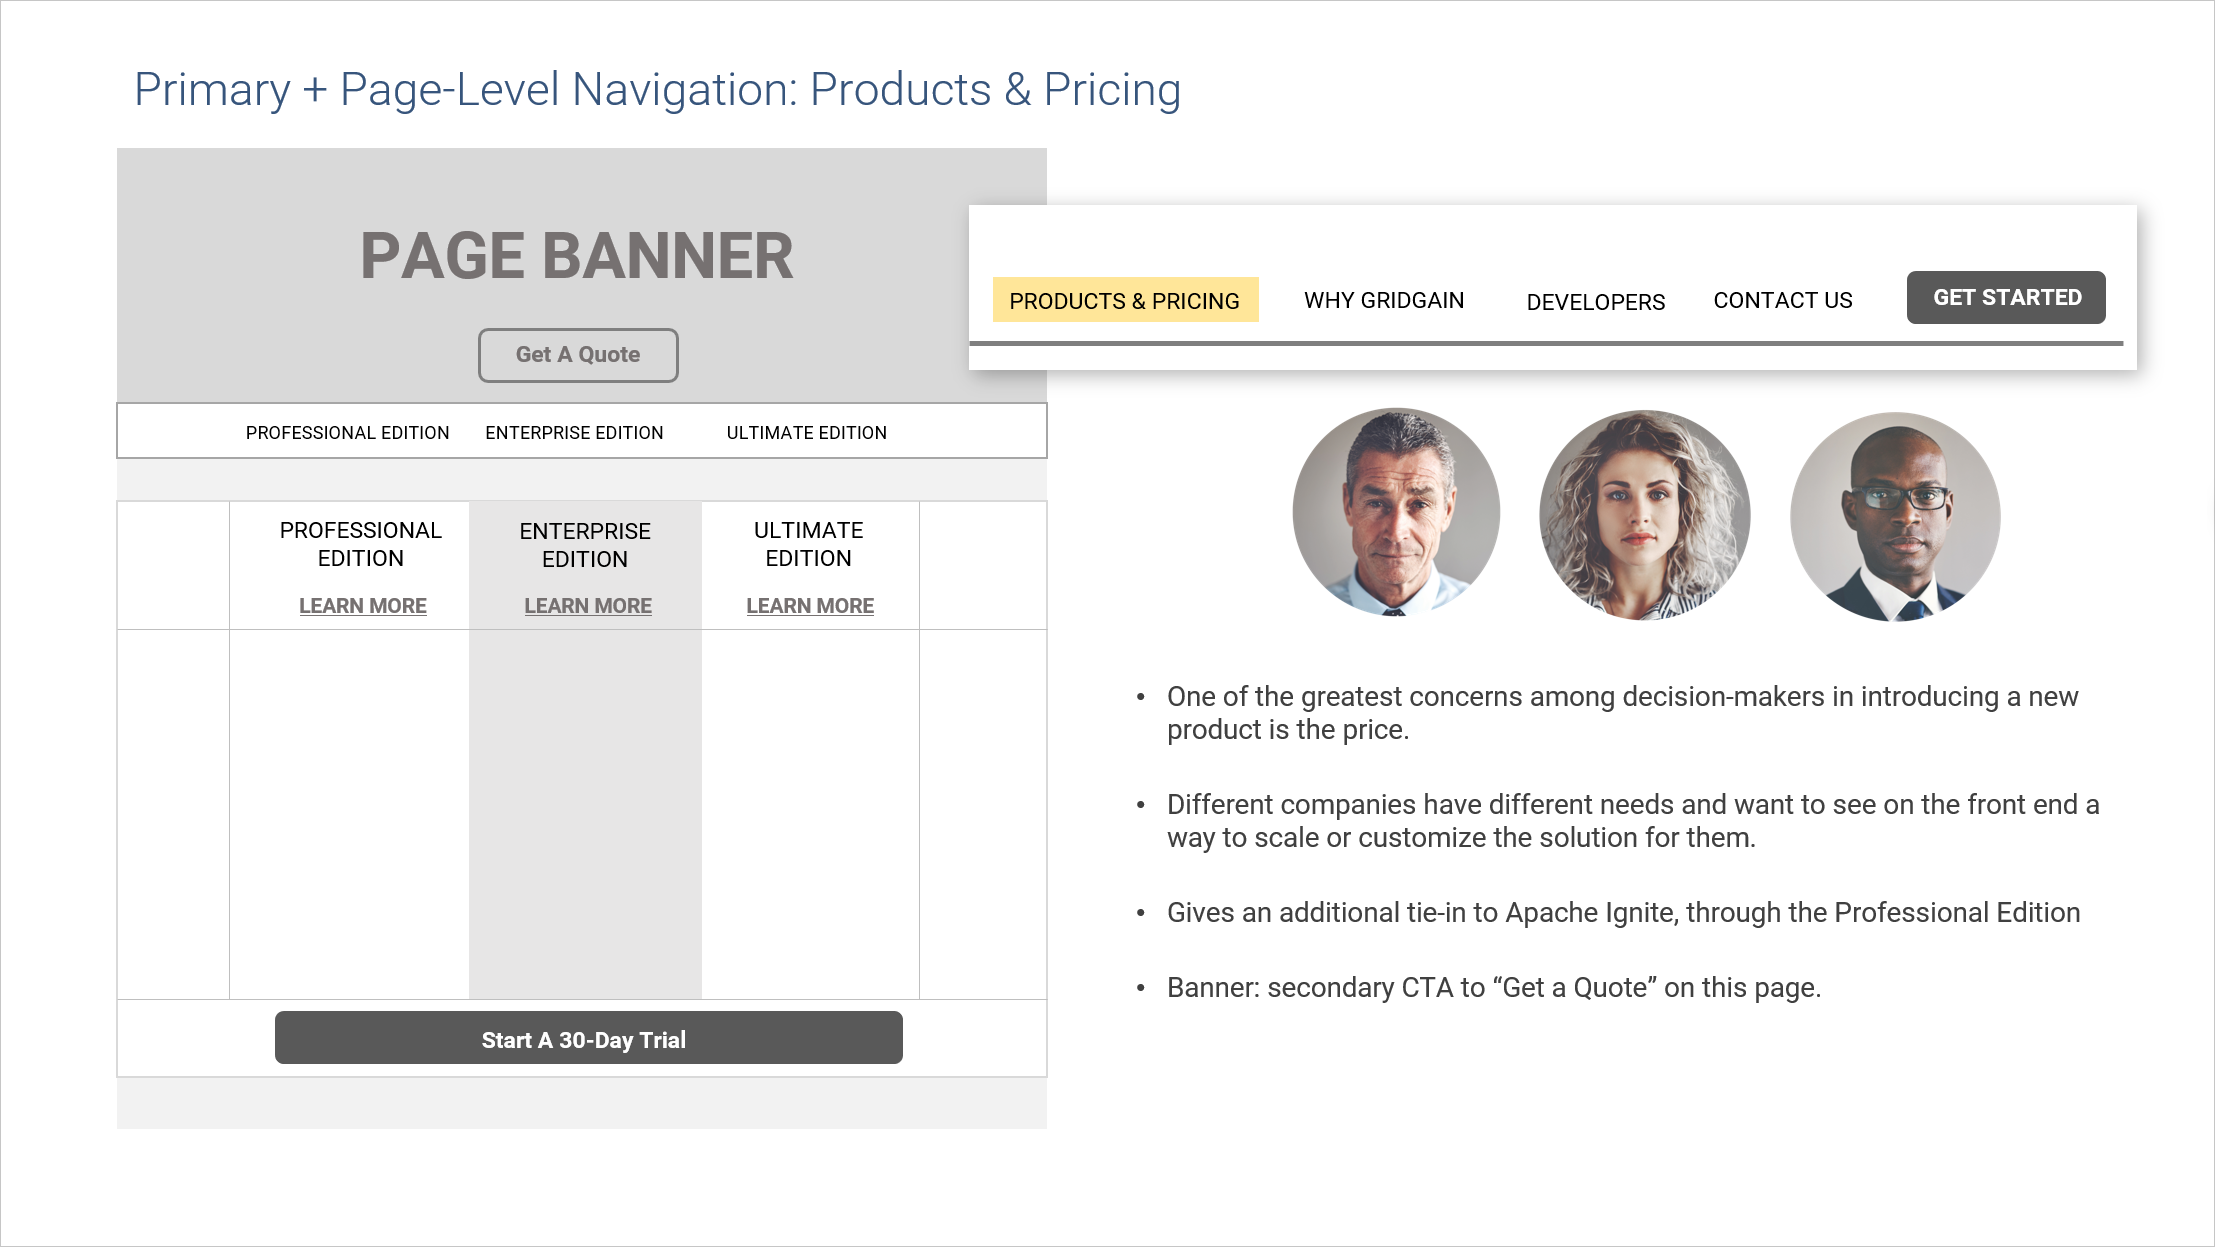 Primary + Page-Level Navigation: Products & Pricing
PAGE BANNER
Get A Quote
PRODUCTS & PRICING
WHY GRIDGAIN
DEVELOPERS
CONTACT US
GET STARTED
PROFESSIONAL EDITION
ENTERPRISE EDITION
ULTIMATE EDITION
PROFESSIONAL
EDITION
LEARN MORE
ENTERPRISE
EDITION
LEARN MORE
ULTIMATE
EDITION
LEARN MORE
Start A 30-Day Trial
• One of the greatest concerns among decision-makers in introducing a new
product is the price.
• Different companies have different needs and want to see on the front end a
way to scale or customize the solution for them.
• Gives an additional tie-in to Apache Ignite, through the Professional Edition
• Banner: secondary CTA to “Get a Quote” on this page.